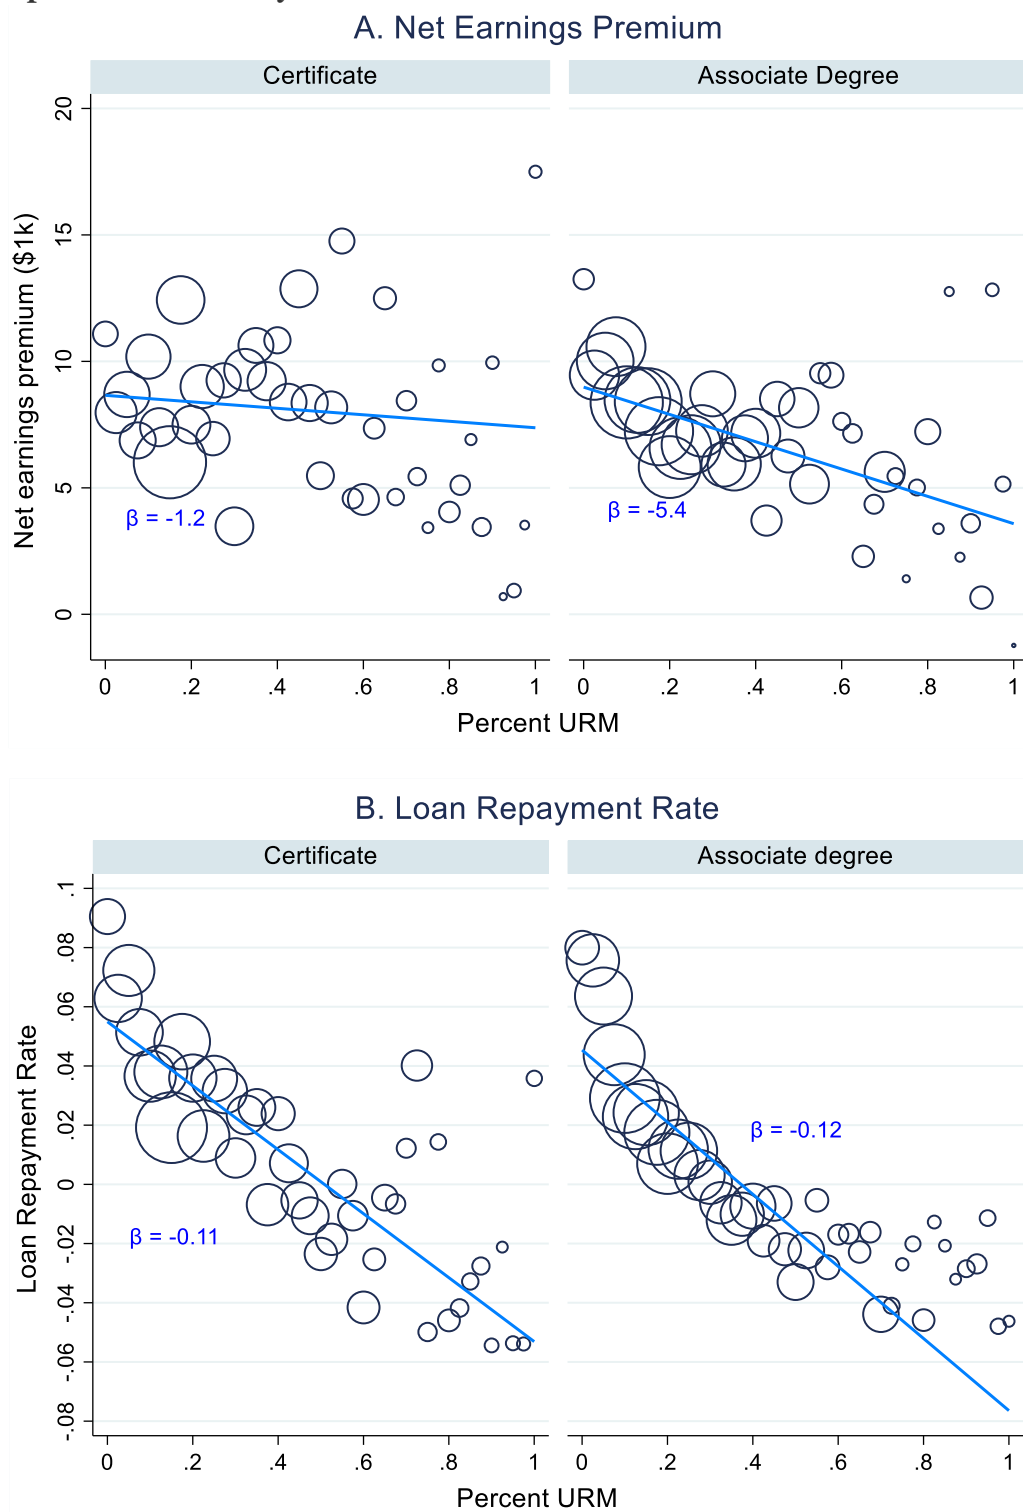 A. Net Earnings Premium
Certificate
Associate Degree
Net earnings premium ($1k)
20
15
10
5
0
β = -1.2
β = -5.4
0 .2 .4 .6 .8 1
0 .2 .4 .6 .8 1
Percent URM
B. Loan Repayment Rate
Certificate
Associate degree
Loan Repayment Rate
.1
.08
.06
.04
.02
0
-.02
-.04
-.06
-.08
β = -0.11
β = -0.12
0 .2 .4 .6 .8 1
0 .2 .4 .6 .8 1
Percent URM